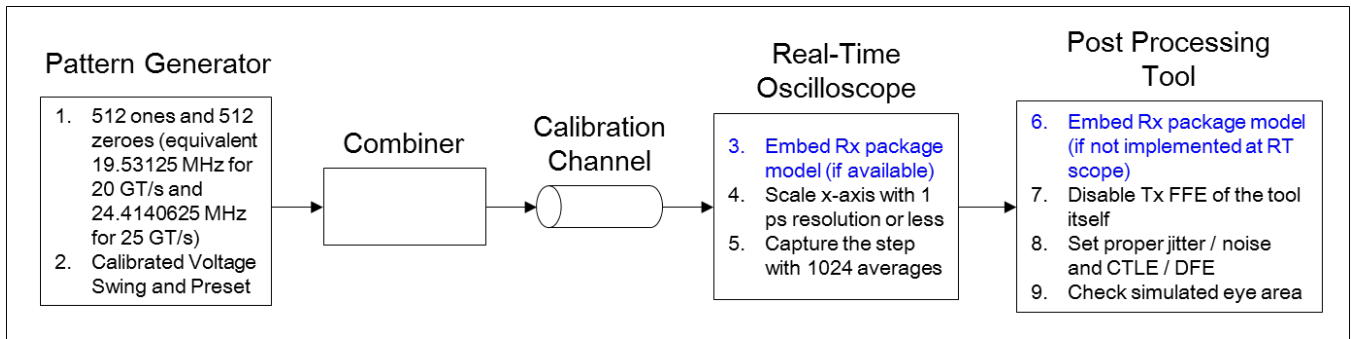 Pattern Generator
1. 512 ones and 512
zeroes (equivalent
19.53125 MHz for
20 GT/s and
24.4140625 MHz
for 25 GT/s)
2. Calibrated Voltage
Swing and Preset
Combiner
Calibration
Channel
Real-Time
Oscilloscope
3. Embed Rx package
model (if available)
4. Scale x-axis with 1
ps resolution or less
5. Capture the step
with 1024 averages
Post Processing
Tool
6. Embed Rx package model
(if not implemented at RT
scope)
7. Disable Tx FFE of the tool
itself
8. Set proper jitter / noise
and CTLE / DFE
9. Check simulated eye area